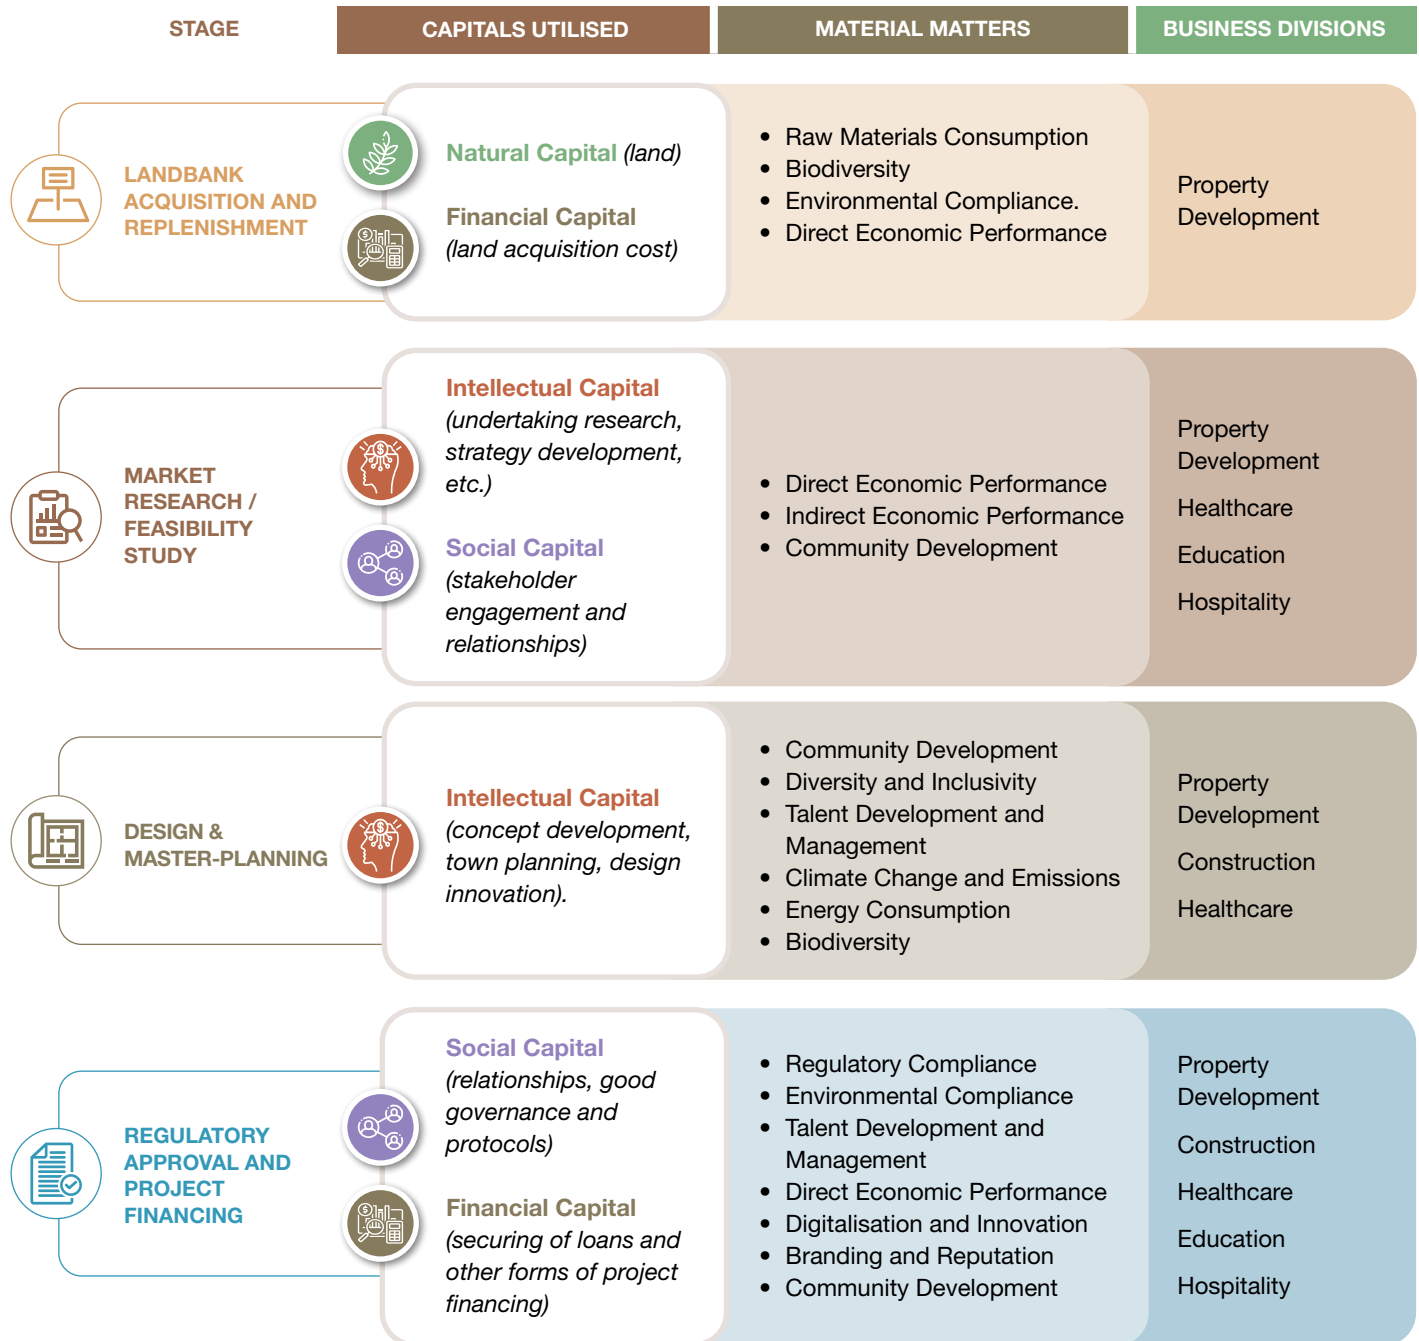 STAGE
CAPITALS UTILISED
MATERIAL MATTERS
BUSINESS DIVISIONS
LANDBANK
ACQUISITION AND
REPLENISHMENT
Natural Capital (land)
Financial Capital
(land acquisition cost)
• Raw Materials Consumption
• Biodiversity
• Environmental Compliance.
• Direct Economic Performance
Property
Development
MARKET
RESEARCH /
FEASIBILITY
STUDY
Intellectual Capital
(undertaking research,
strategy development,
etc.)
Social Capital
(stakeholder
engagement and
relationships)
• Direct Economic Performance
• Indirect Economic Performance
• Community Development
Property
Development
Healthcare
Education
Hospitality
DESIGN &
MASTER-PLANNING
Intellectual Capital
(concept development,
town planning, design
innovation).
• Community Development
• Diversity and Inclusivity
• Talent Development and
Management
• Climate Change and Emissions
• Energy Consumption
• Biodiversity
Property
Development
Construction
Healthcare
REGULATORY
APPROVAL AND
PROJECT
FINANCING
Social Capital
(relationships, good
governance and
protocols)
Financial Capital
(securing of loans and
other forms of project
financing)
• Regulatory Compliance
• Environmental Compliance
• Talent Development and
Management
• Direct Economic Performance
• Digitalisation and Innovation
• Branding and Reputation
• Community Development
Property
Development
Construction
Healthcare
Education
Hospitality